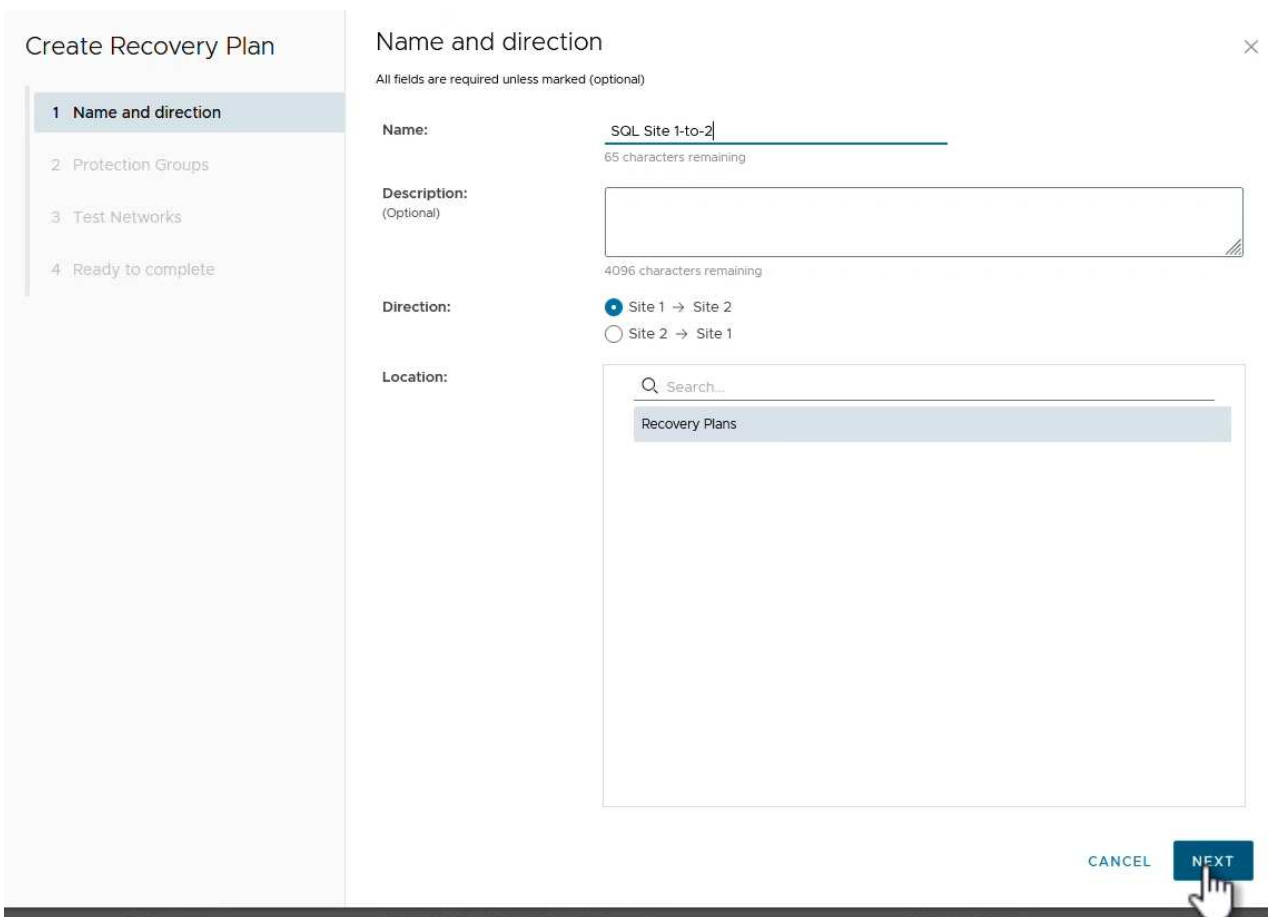 Create Recovery Plan
1 Name and direction
2 Protection Groups
3 Test Networks
4 Ready to complete
Name and direction
All fields are required unless marked (optional)
Name:
SQL Site 1-to-2
65 characters remaining
Description:
(Optional)
4096 characters remaining
Direction:
Site 1 → Site 2
Site 2 → Site 1
Location:
Search...
Recovery Plans
CANCEL NEXT